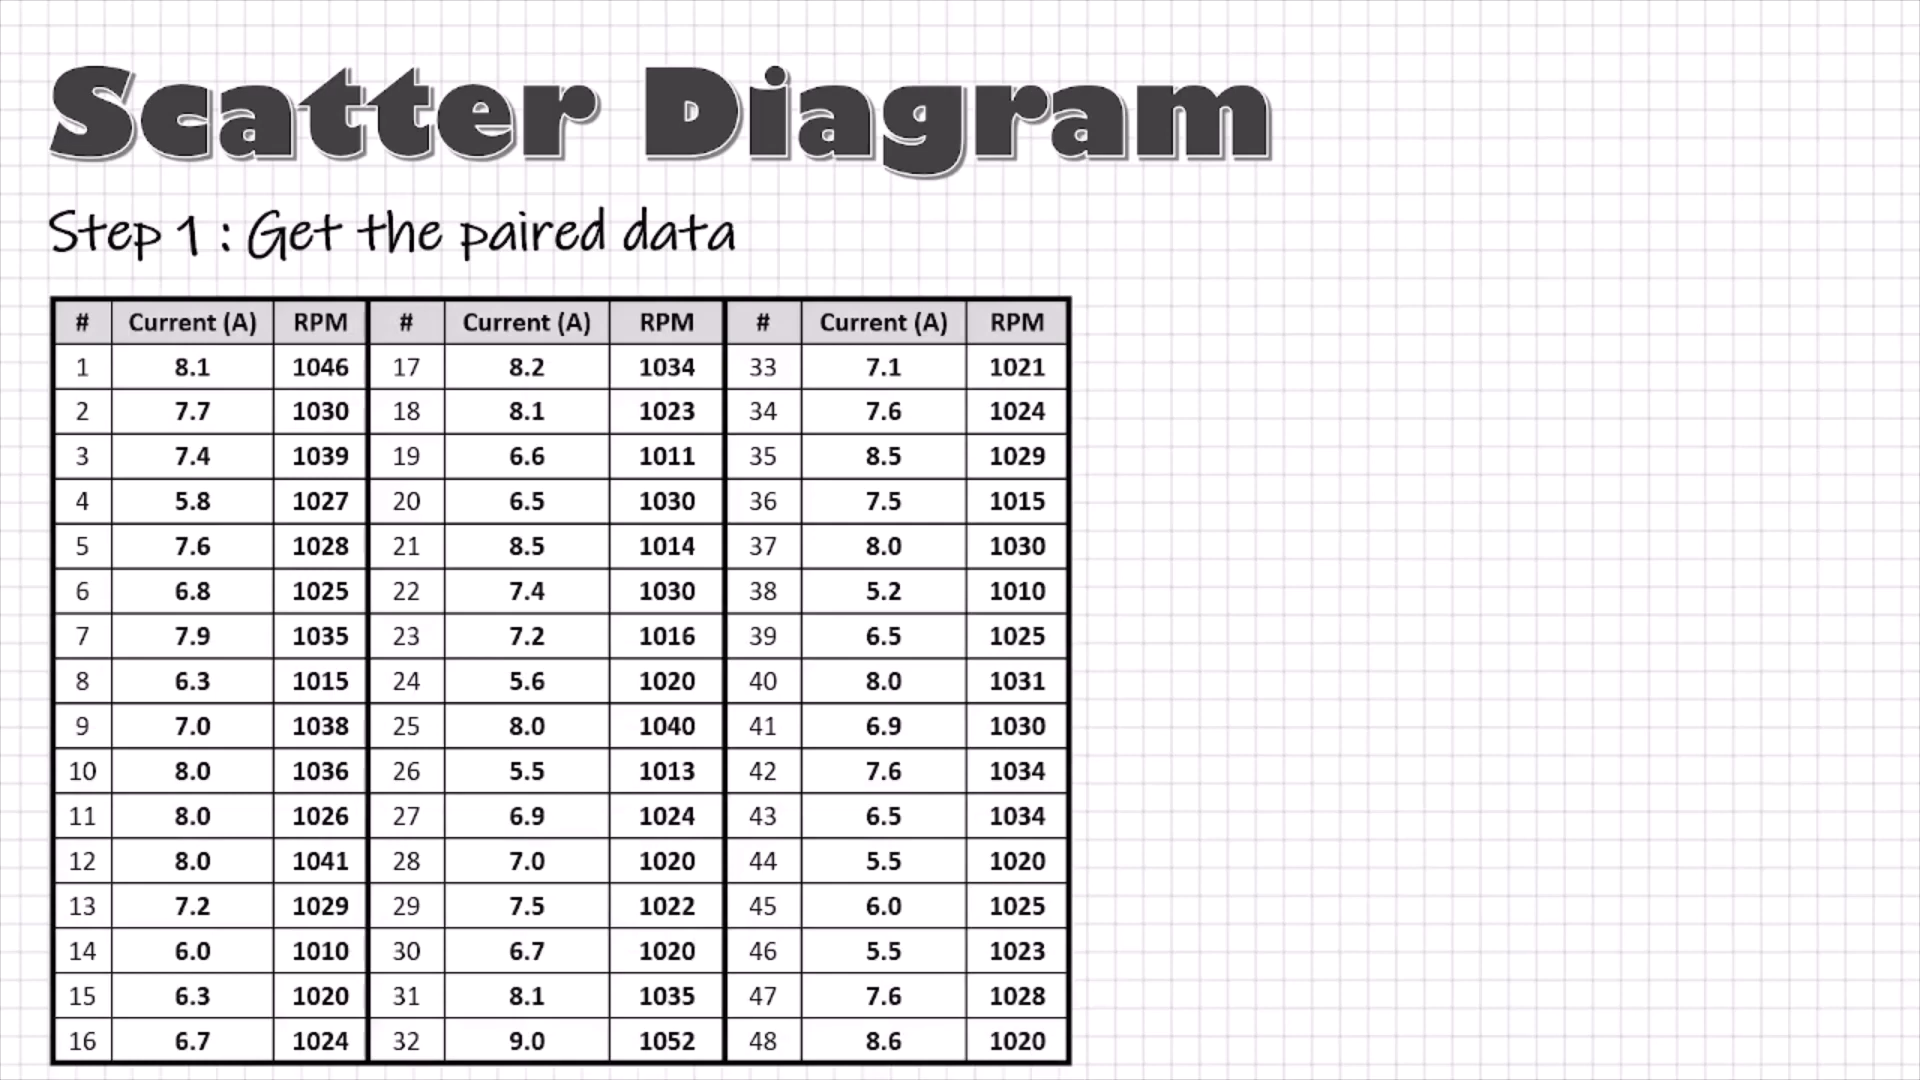 Scatter Diagram
Step 1 : Get the paired data
# Current (A) RPM # Current (A) RPM # Current (A) RPM
1 8.1 1046 17 8.2 1034 33 7.1 1021
2 7.7 1030 18 8.1 1023 34 7.6 1024
3 7.4 1039 19 6.6 1011 35 8.5 1029
4 5.8 1027 20 6.5 1030 36 7.5 1015
5 7.6 1028 21 8.5 1014 37 8.0 1030
6 6.8 1025 22 7.4 1030 38 5.2 1010
7 7.9 1035 23 7.2 1016 39 6.5 1025
8 6.3 1015 24 5.6 1020 40 8.0 1031
9 7.0 1038 25 8.0 1040 41 6.9 1030
10 8.0 1036 26 5.5 1013 42 7.6 1034
11 8.0 1026 27 6.9 1024 43 6.5 1034
12 8.0 1041 28 7.0 1020 44 5.5 1020
13 7.2 1029 29 7.5 1022 45 6.0 1025
14 6.0 1010 30 6.7 1020 46 5.5 1023
15 6.3 1020 31 8.1 1035 47 7.6 1028
16 6.7 1024 32 9.0 1052 48 8.6 1020